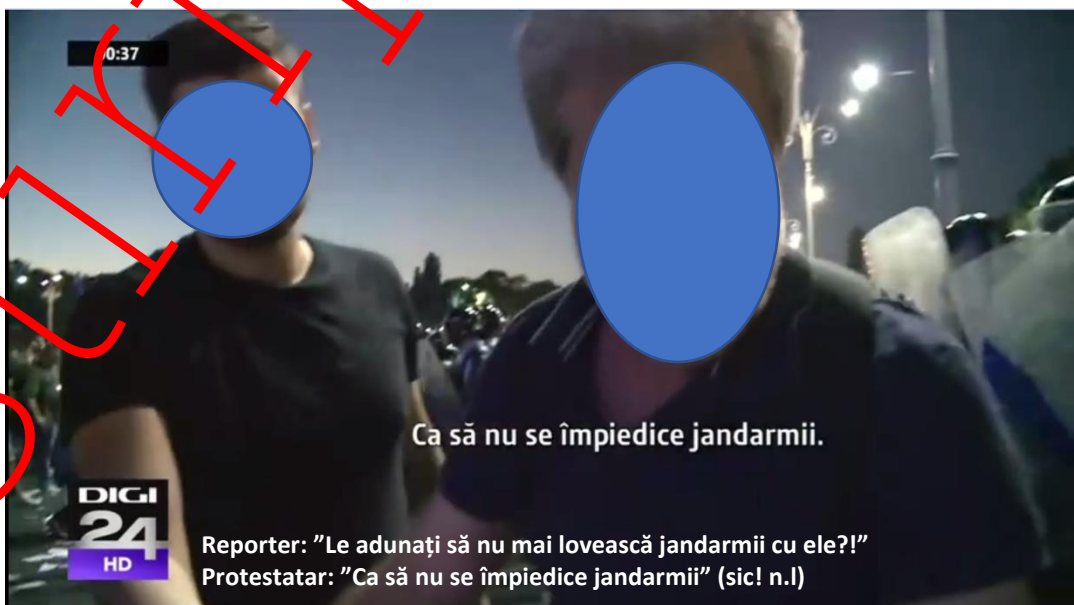 0:37
Ca să nu se împiedice jandarmii.
DIGI
24
HD
Reporter: ”Le adunați să nu mai lovească jandarmii cu ele?!”
Protestatar: ”Ca să nu se împiedice jandarmii” (sic! n.l)